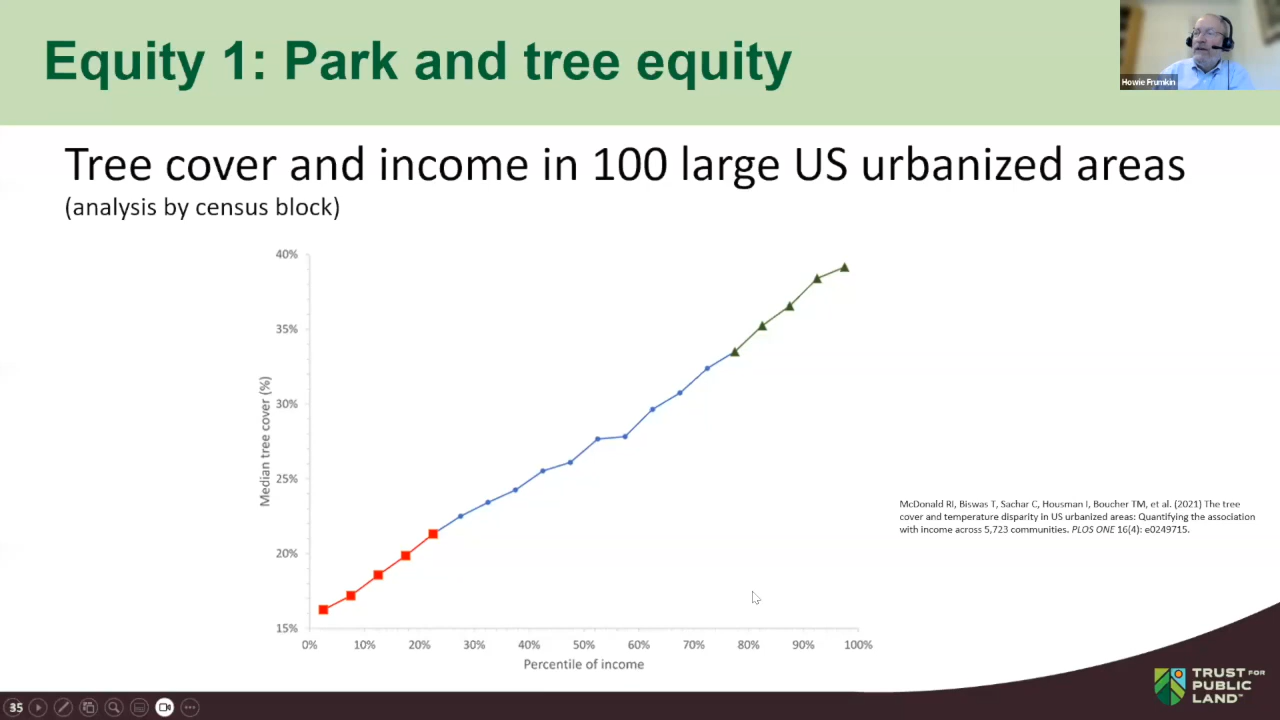 Equity 1: Park and tree equity
Howie Frumkin
Tree cover and income in 100 large US urbanized areas
(analysis by census block)
40%
35%
30%
25%
20%
15%
Median tree cover (%)
0%
10%
20%
30%
40%
50%
60%
70%
80%
90%
100%
Percentile of income
McDonald RI, Biswas T, Sachar C, Housman I, Boucher TM, et al. (2021) The tree
cover and temperature disparity in US urbanized areas: Quantifying the association
with income across 5,723 communities. PLOS ONE 16(4): e0249715.
TRUST FOR
PUBLIC
LAND™
35